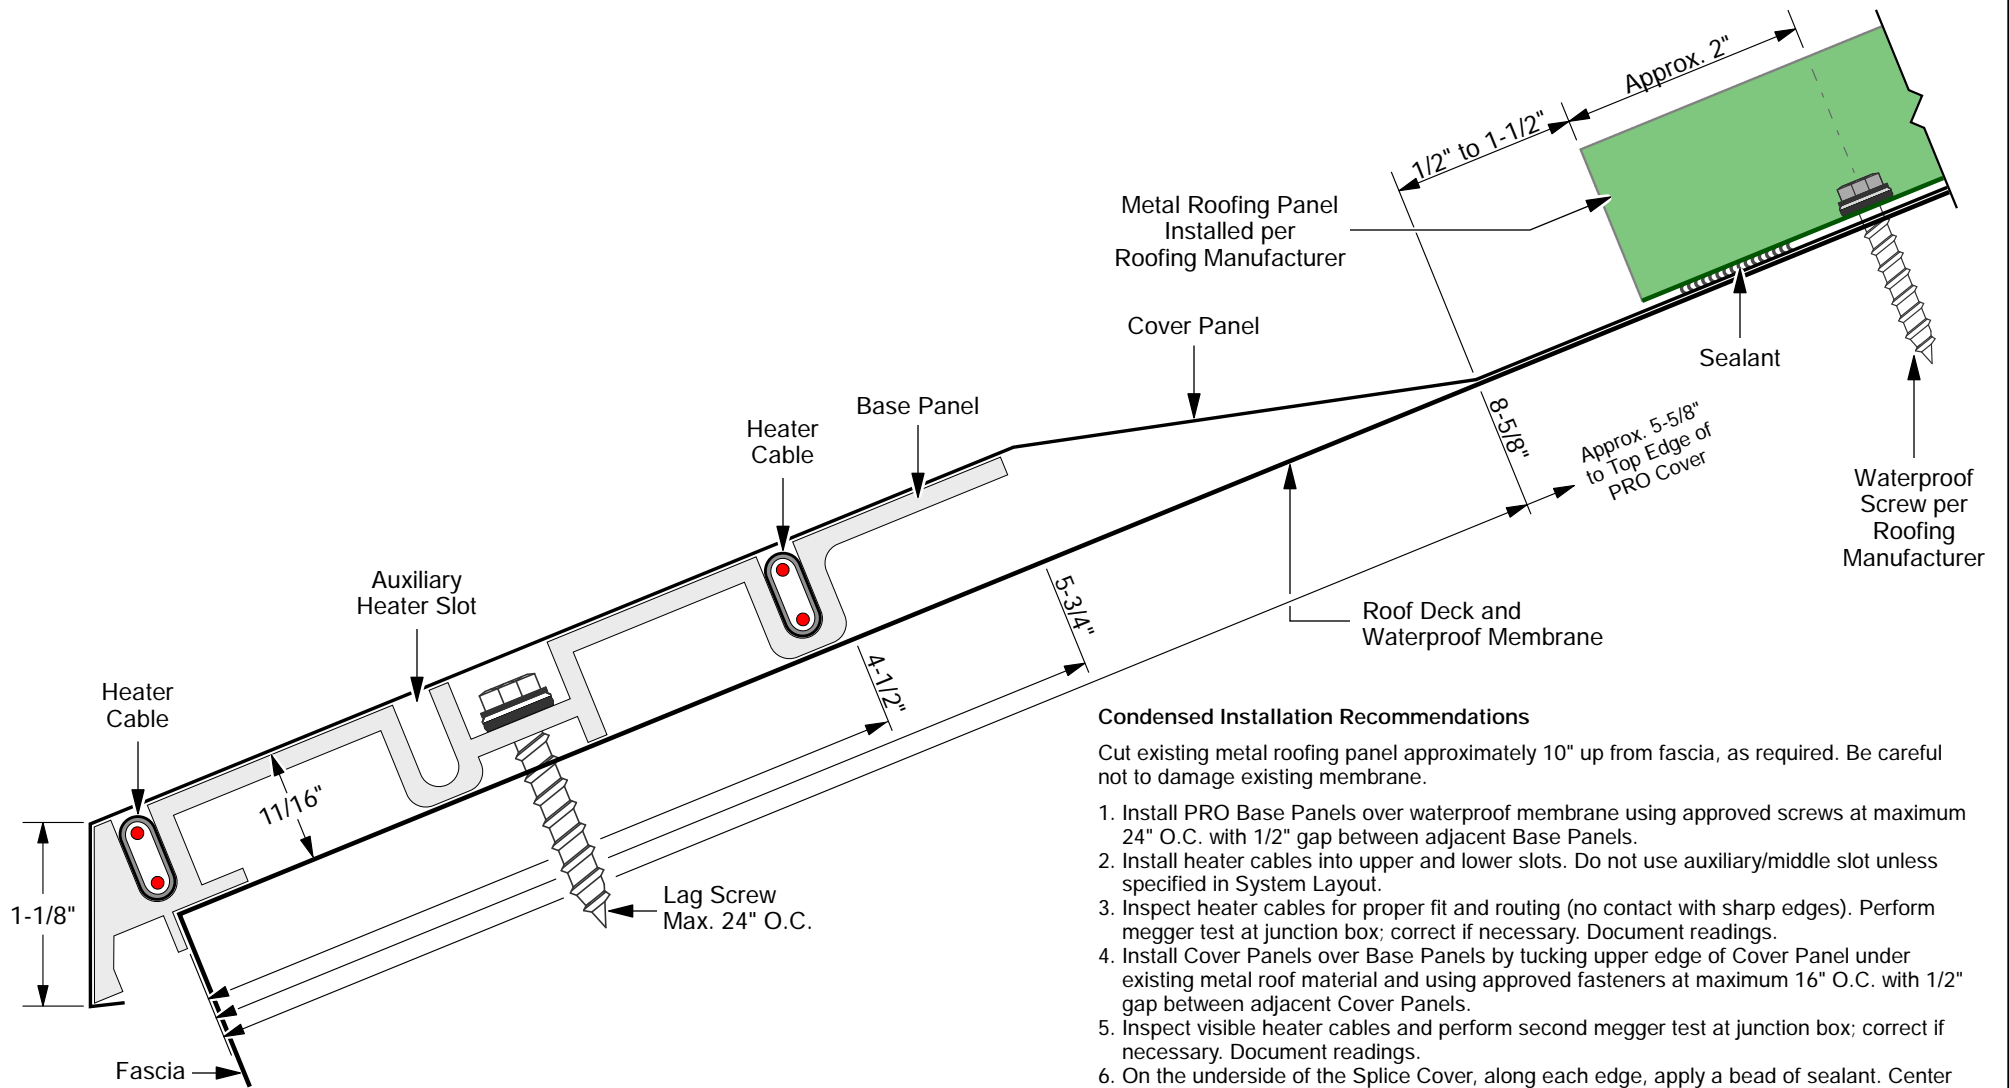 Approx. 2"
1/2" to 1-1/2"
Metal Roofing Panel
Installed per
Roofing Manufacturer
Cover Panel
Sealant
Base Panel
Heater
Cable
8-5/8"
Approx. 5-5/8"
to Top Edge of
PRO Cover
Waterproof
Screw per
Roofing
Manufacturer
Auxiliary
Heater Slot
5-3/4"
Roof Deck and
Waterproof Membrane
4-1/2"
Heater
Cable
11/16"
1-1/8"
Lag Screw
Max. 24" O.C.
Fascia
Condensed Installation Recommendations
Cut existing metal roofing panel approximately 10" up from fascia, as required. Be careful
not to damage existing membrane.
1. Install PRO Base Panels over waterproof membrane using approved screws at maximum
24" O.C. with 1/2" gap between adjacent Base Panels.
2. Install heater cables into upper and lower slots. Do not use auxiliary/middle slot unless
specified in System Layout.
3. Inspect heater cables for proper fit and routing (no contact with sharp edges). Perform
megger test at junction box; correct if necessary. Document readings.
4. Install Cover Panels over Base Panels by tucking upper edge of Cover Panel under
existing metal roof material and using approved fasteners at maximum 16" O.C. with 1/2"
gap between adjacent Cover Panels.
5. Inspect visible heater cables and perform second megger test at junction box; correct if
necessary. Document readings.
6. On the underside of the Splice Cover, along each edge, apply a bead of sealant. Center